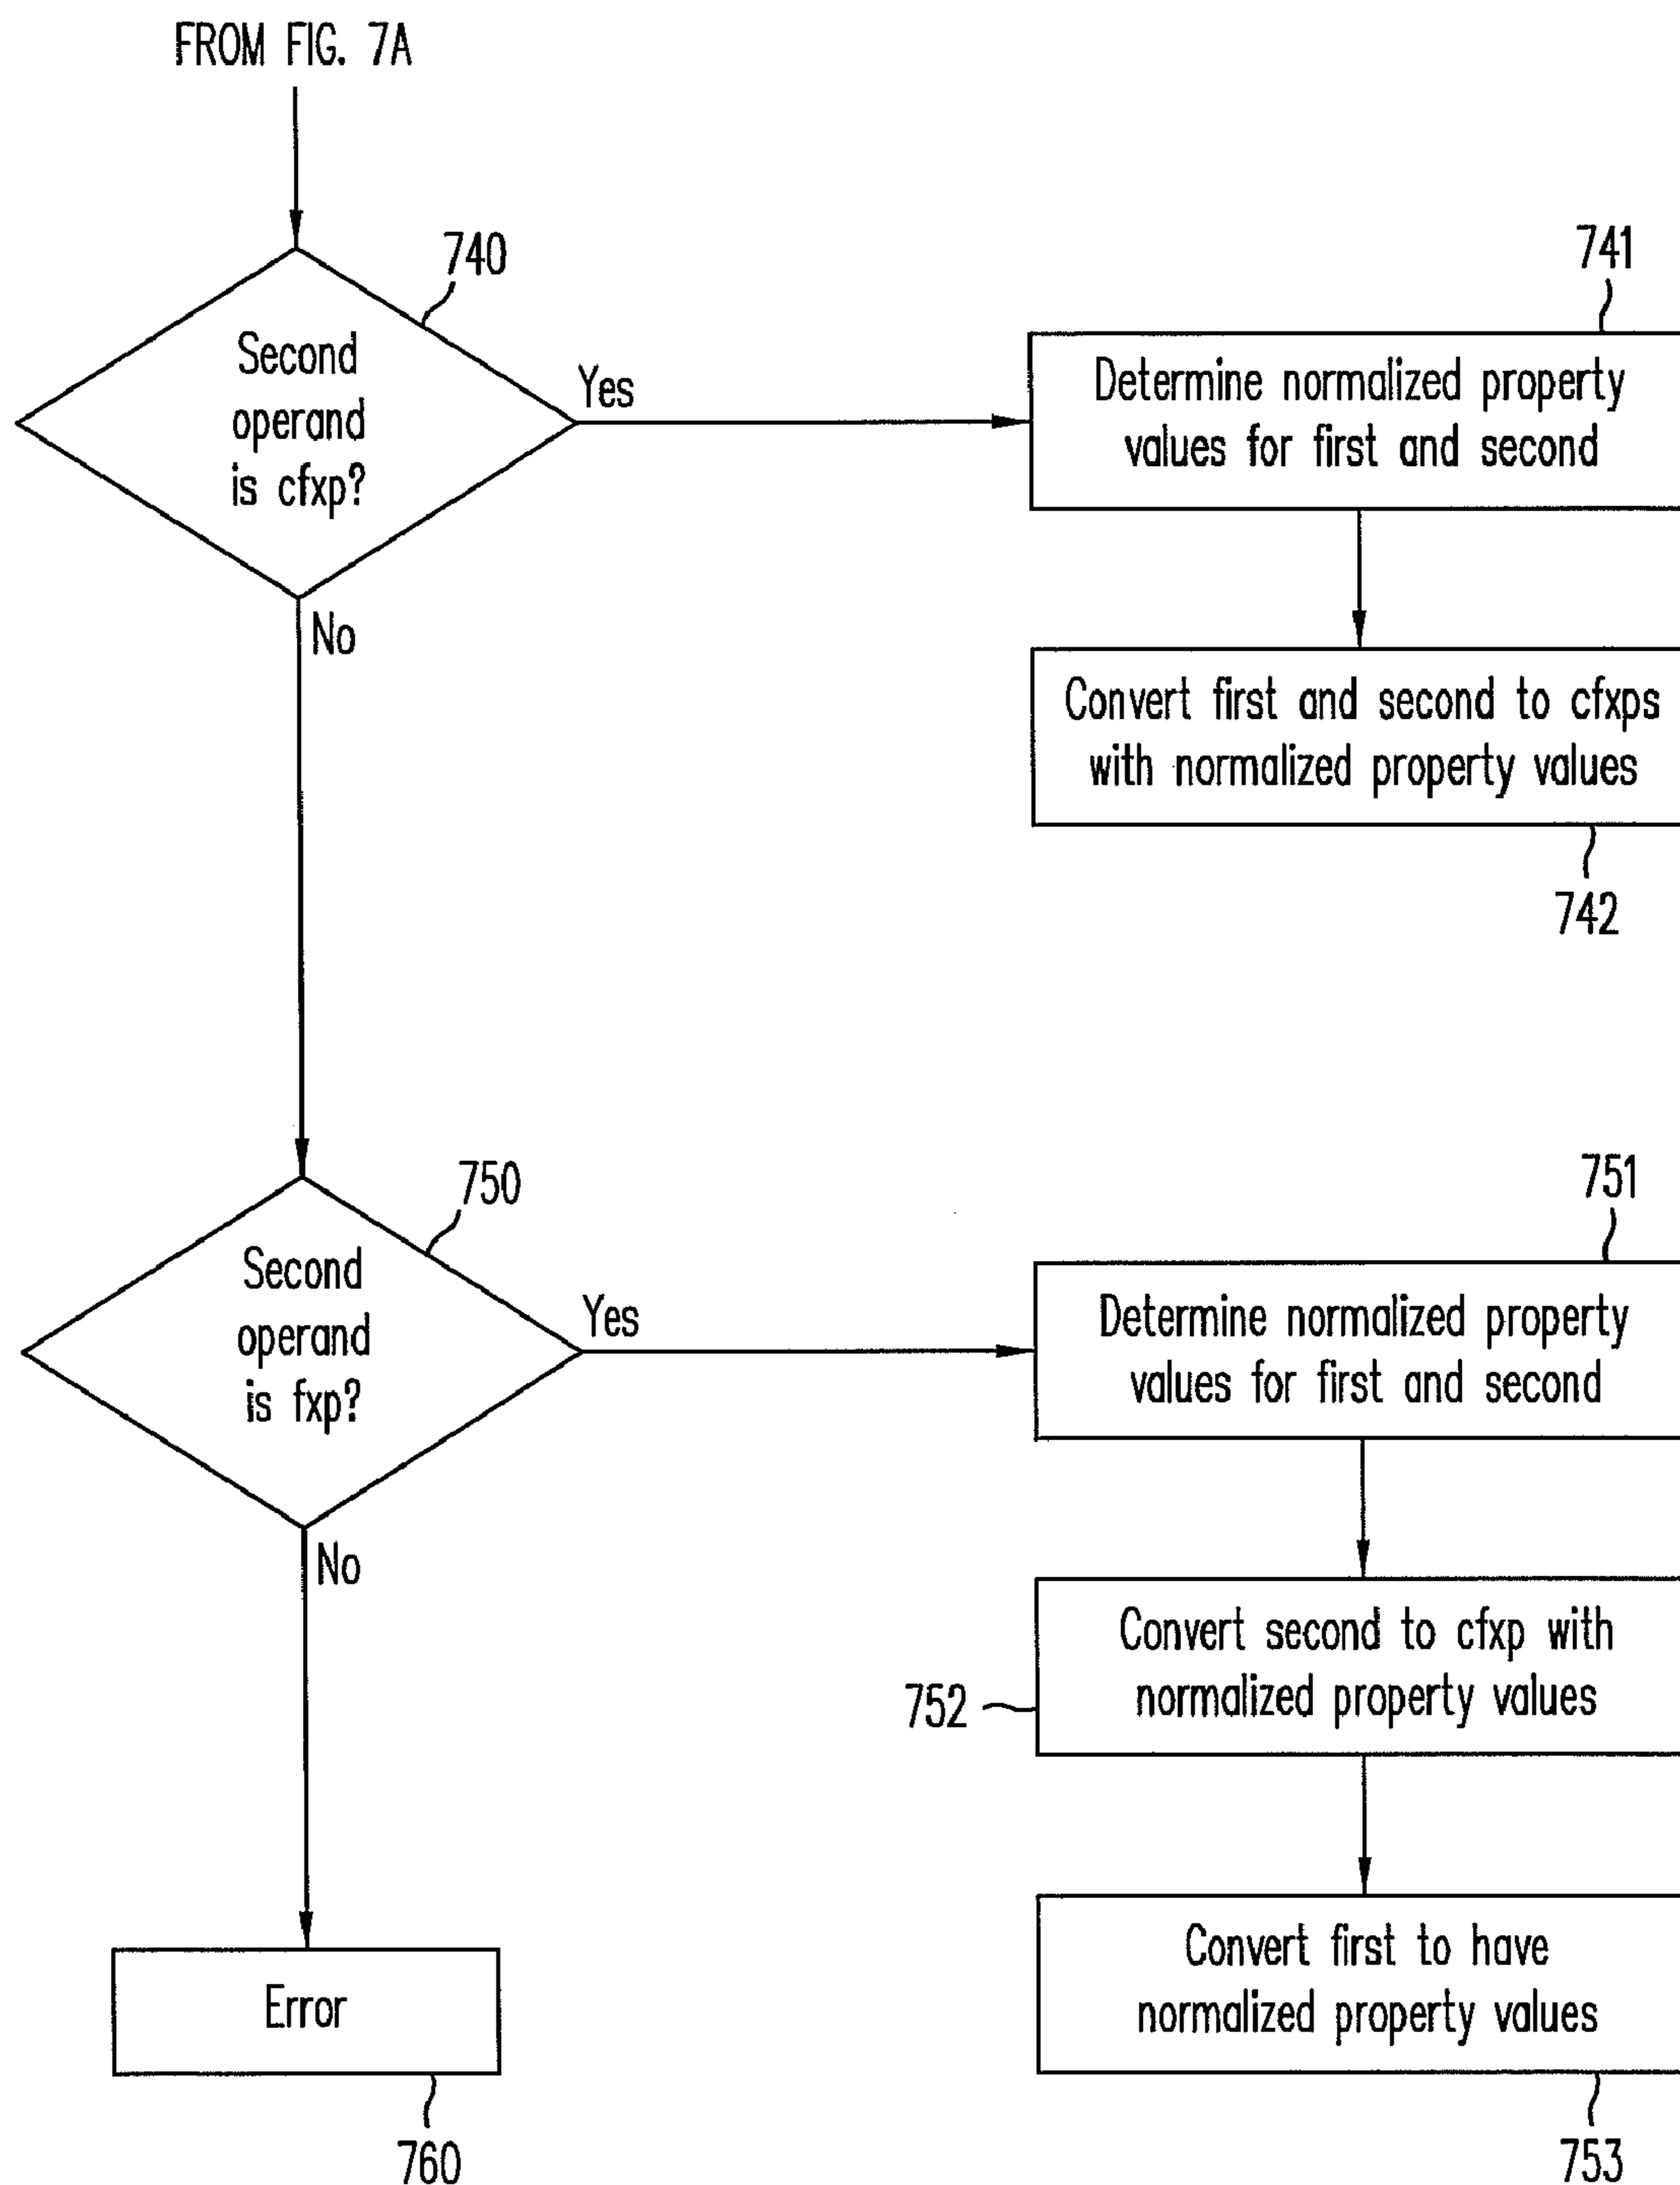 FROM FIG. 7A
740
Second
operand
is cfxp?
Yes
No
741
Determine normalized property
values for first and second
Convert first and second to cfxps
with normalized property values
742
750
Second
operand
is fxp?
Yes
No
751
Determine normalized property
values for first and second
752
Convert second to cfxp with
normalized property values
Convert first to have
normalized property values
753
Error
760